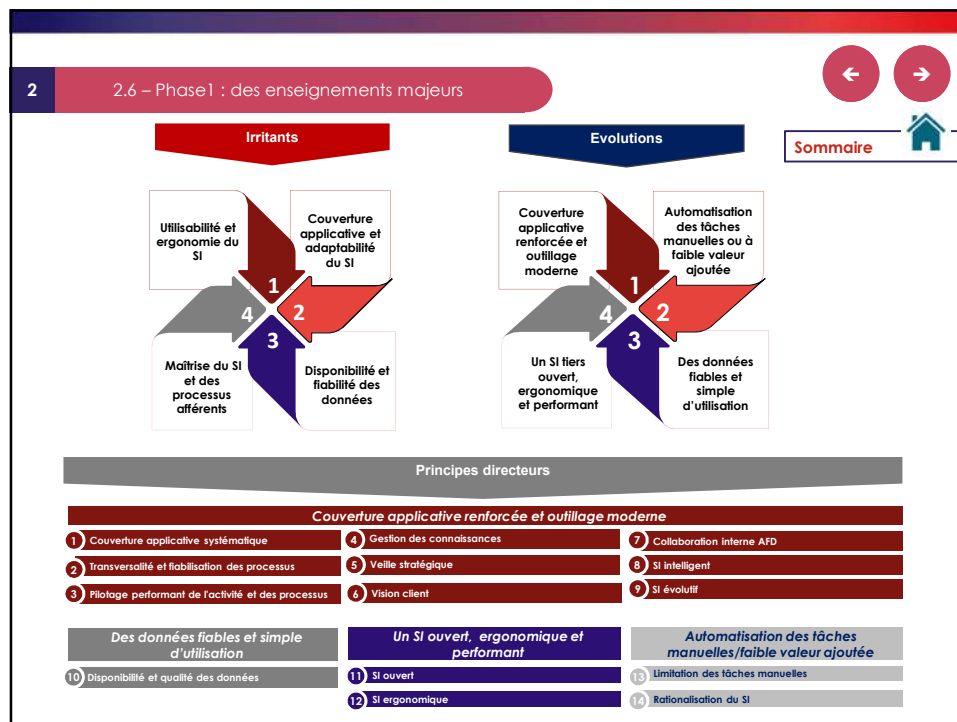 2
2.6 – Phase1 : des enseignements majeurs
Sommaire
Irritants
Utilisabilité et
ergonomie du
SI
Couverture
applicative et
adaptabilité
du SI
1
2
3
4
Maîtrise du SI
et des
processus
afférents
Disponibilité et
fiabilité des
données
Evolutions
Couverture
applicative
renforcée et
outillage
moderne
Automatisation
des tâches
manuelles ou à
faible valeur
ajoutée
1
2
3
4
Un SI tiers
ouvert,
ergonomique
et performant
Des données
fiables et
simple
d'utilisation
Principes directeurs
Couverture applicative renforcée et outillage moderne
1 Couverture applicative systématique
2 Transversalité et fiabilisation des processus
3 Pilotage performant de l'activité et des processus
4 Gestion des connaissances
5 Veille stratégique
6 Vision client
7 Collaboration interne AFD
8 SI intelligent
9 SI évolutif
Des données fiables et simple
d'utilisation
10 Disponibilité et qualité des données
Un SI ouvert, ergonomique et
performant
11 SI ouvert
12 SI ergonomique
Automatisation des tâches
manuelles/faible valeur ajoutée
13 Limitation des tâches manuelles
14 Rationalisation du SI